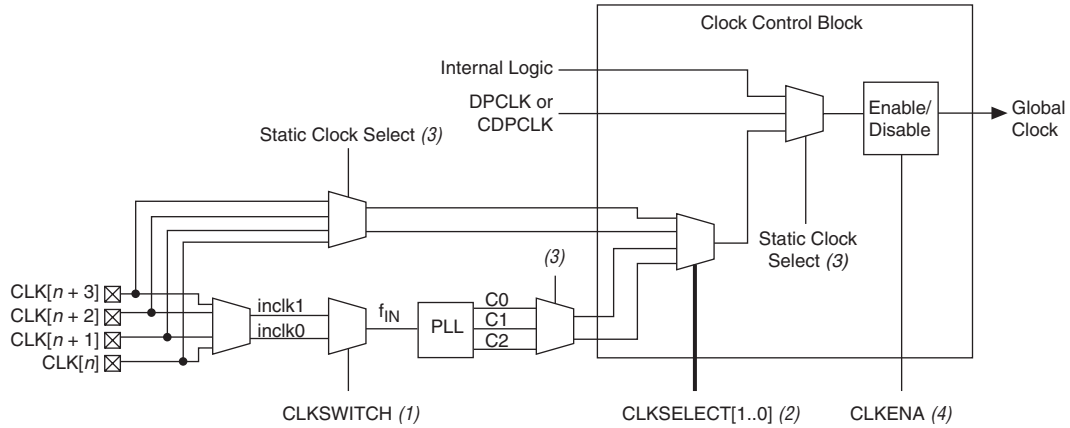 Clock Control Block
Internal Logic
DPCLK or
CDPCLK
Enable/
Disable
Global
Clock
Static Clock Select (3)
Static Clock
Select (3)
(3)
CLK[n + 3]
CLK[n + 2]
CLK[n + 1]
CLK[n]
inclk1
inclk0
fIN
PLL
C0
C1
C2
CLKSWITCH (1)
CLKSELECT[1..0] (2)
CLKENA (4)